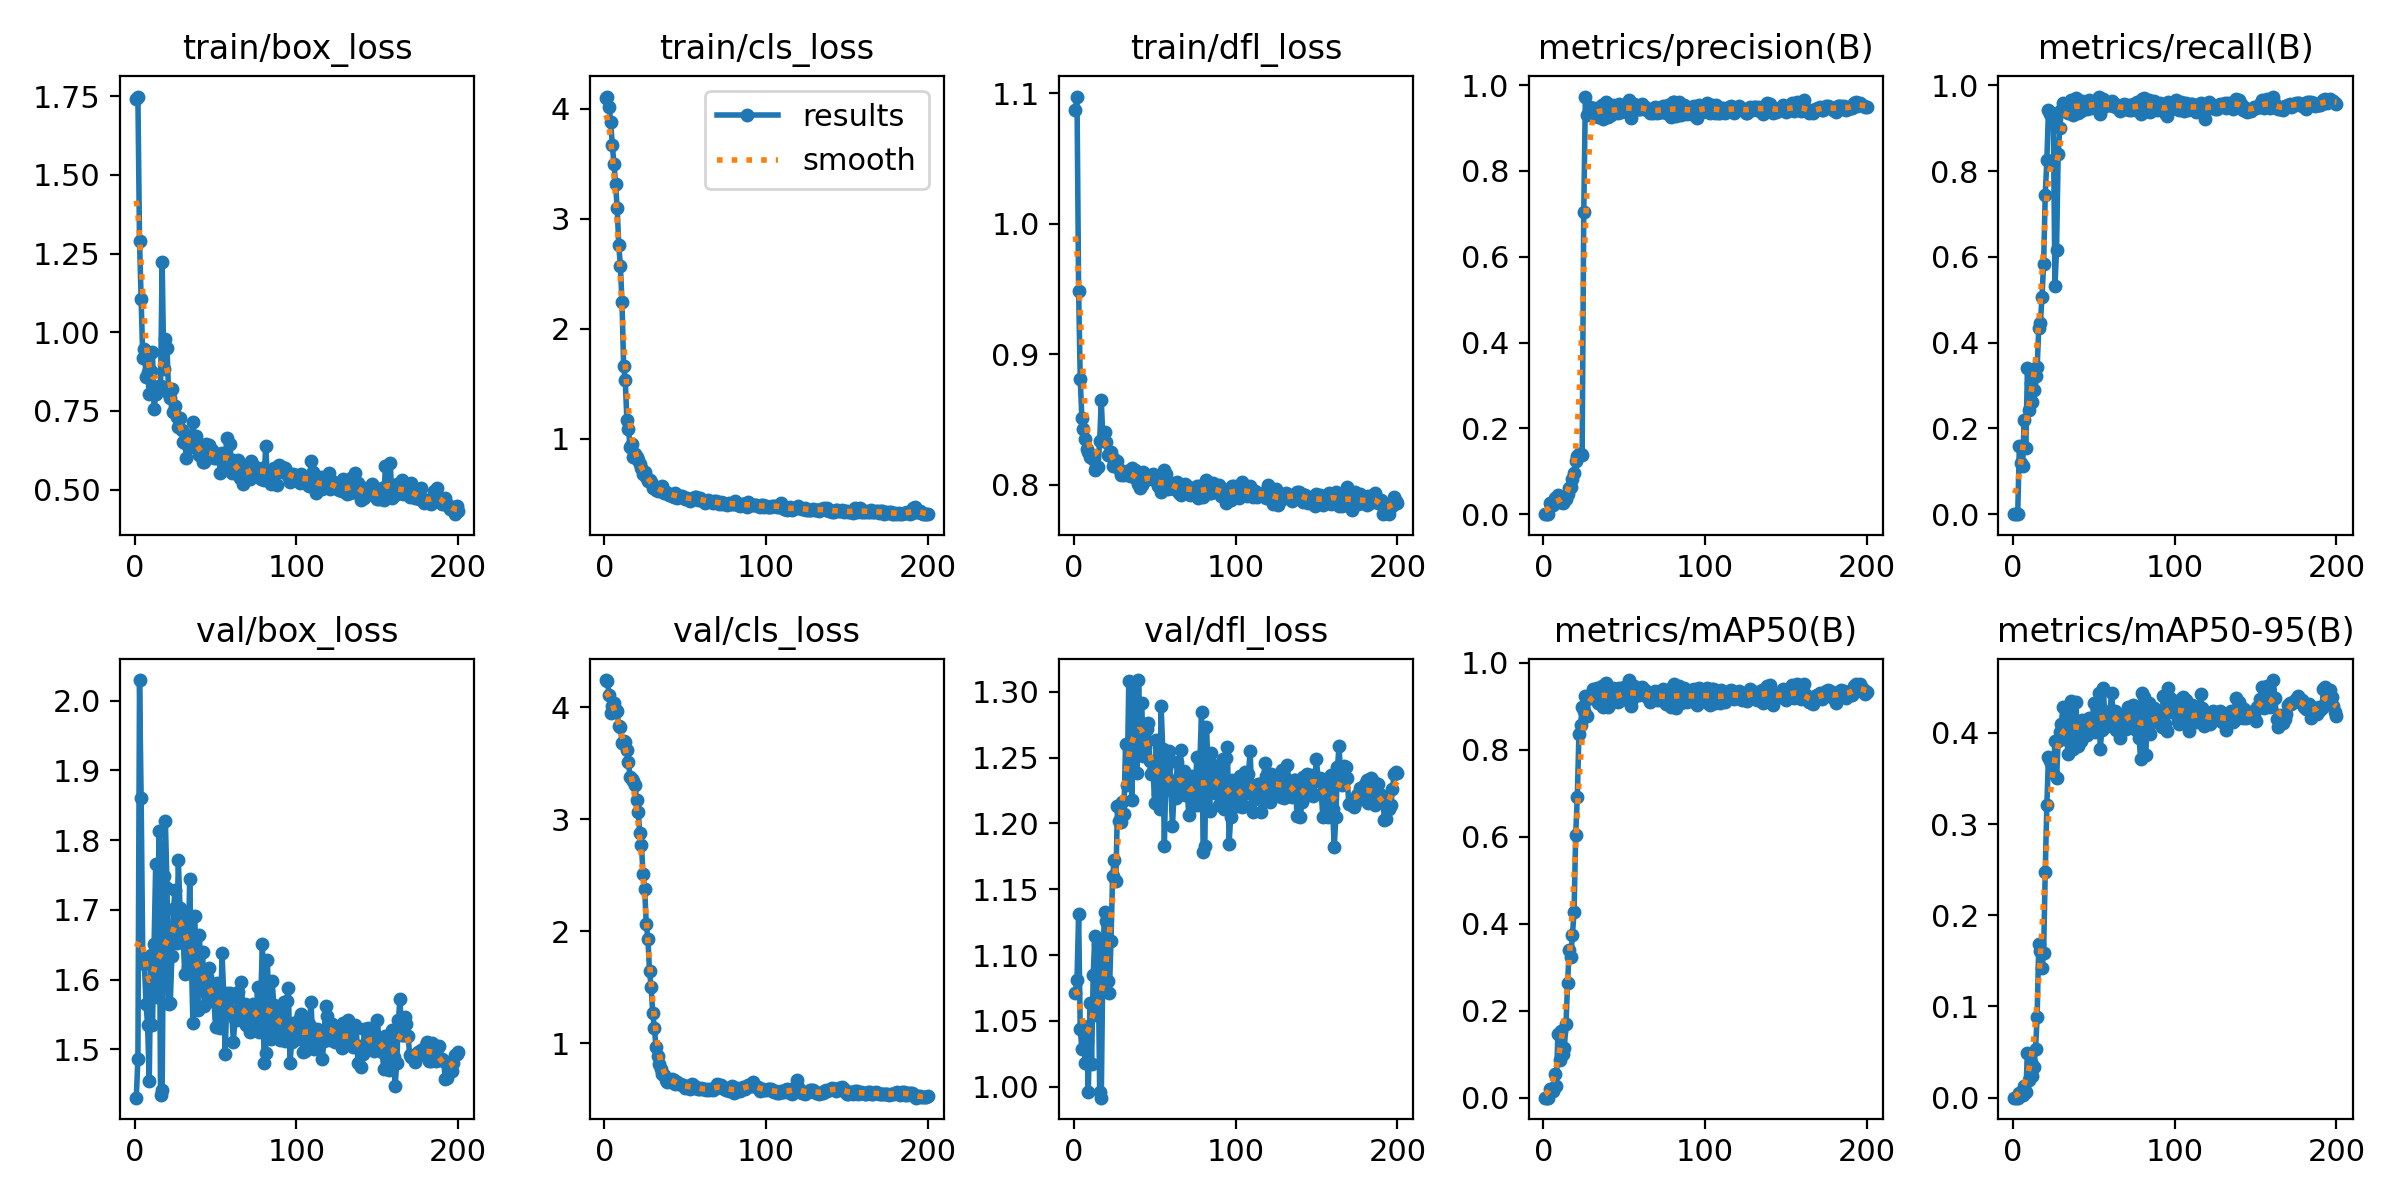 train/box_loss
1.75
1.50
1.25
1.00
0.75
0.50
0 100 200
train/cls_loss
results
smooth
4
3
2
1
0 100 200
train/dfl_loss
1.1
1.0
0.9
0.8
0 100 200
metrics/precision(B)
1.0
0.8
0.6
0.4
0.2
0.0
0 100 200
metrics/recall(B)
1.0
0.8
0.6
0.4
0.2
0.0
0 100 200
val/box_loss
2.0
1.9
1.8
1.7
1.6
1.5
0 100 200
val/cls_loss
4
3
2
1
0 100 200
val/dfl_loss
1.30
1.25
1.20
1.15
1.10
1.05
1.00
0 100 200
metrics/mAP50(B)
1.0
0.8
0.6
0.4
0.2
0.0
0 100 200
metrics/mAP50-95(B)
0.4
0.3
0.2
0.1
0.0
0 100 200